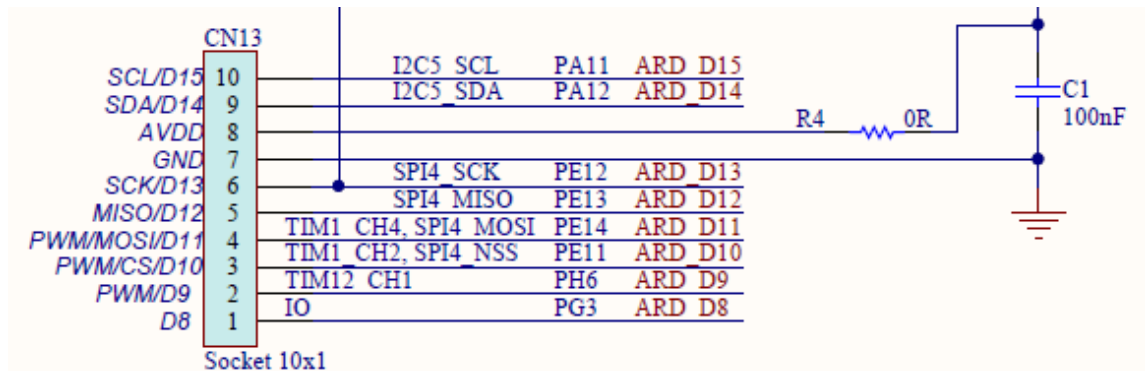 CN13
SCL/D15 10 I2C5_SCL PA11 ARD_D15
SDA/D14 9 I2C5_SDA PA12 ARD_D14
C1
100nF
AVDD 8 R4 0R
GND 7
SCK/D13 6 SPI4_SCK PE12 ARD_D13
MISO/D12 5 SPI4_MISO PE13 ARD_D12
PWM/MOSI/D11 4 TIM1_CH4, SPI4_MOSI PE14 ARD_D11
PWM/CS/D10 3 TIM1_CH2, SPI4_NSS PE11 ARD_D10
PWM/D9 2 TIM12_CH1 PH6 ARD_D9
D8 1 IO PG3 ARD_D8
Socket 10x1